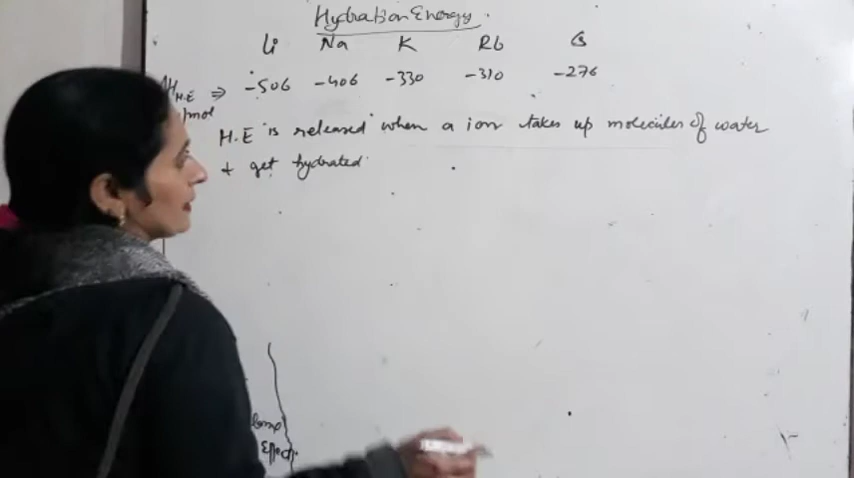 Hydration Energy.
Li Na K Rb Cs
ΔH H.E ⇒ -506 -406 -330 -310 -276
/mol
H.E is released when a ion takes up molecules of water
+ get hydrated